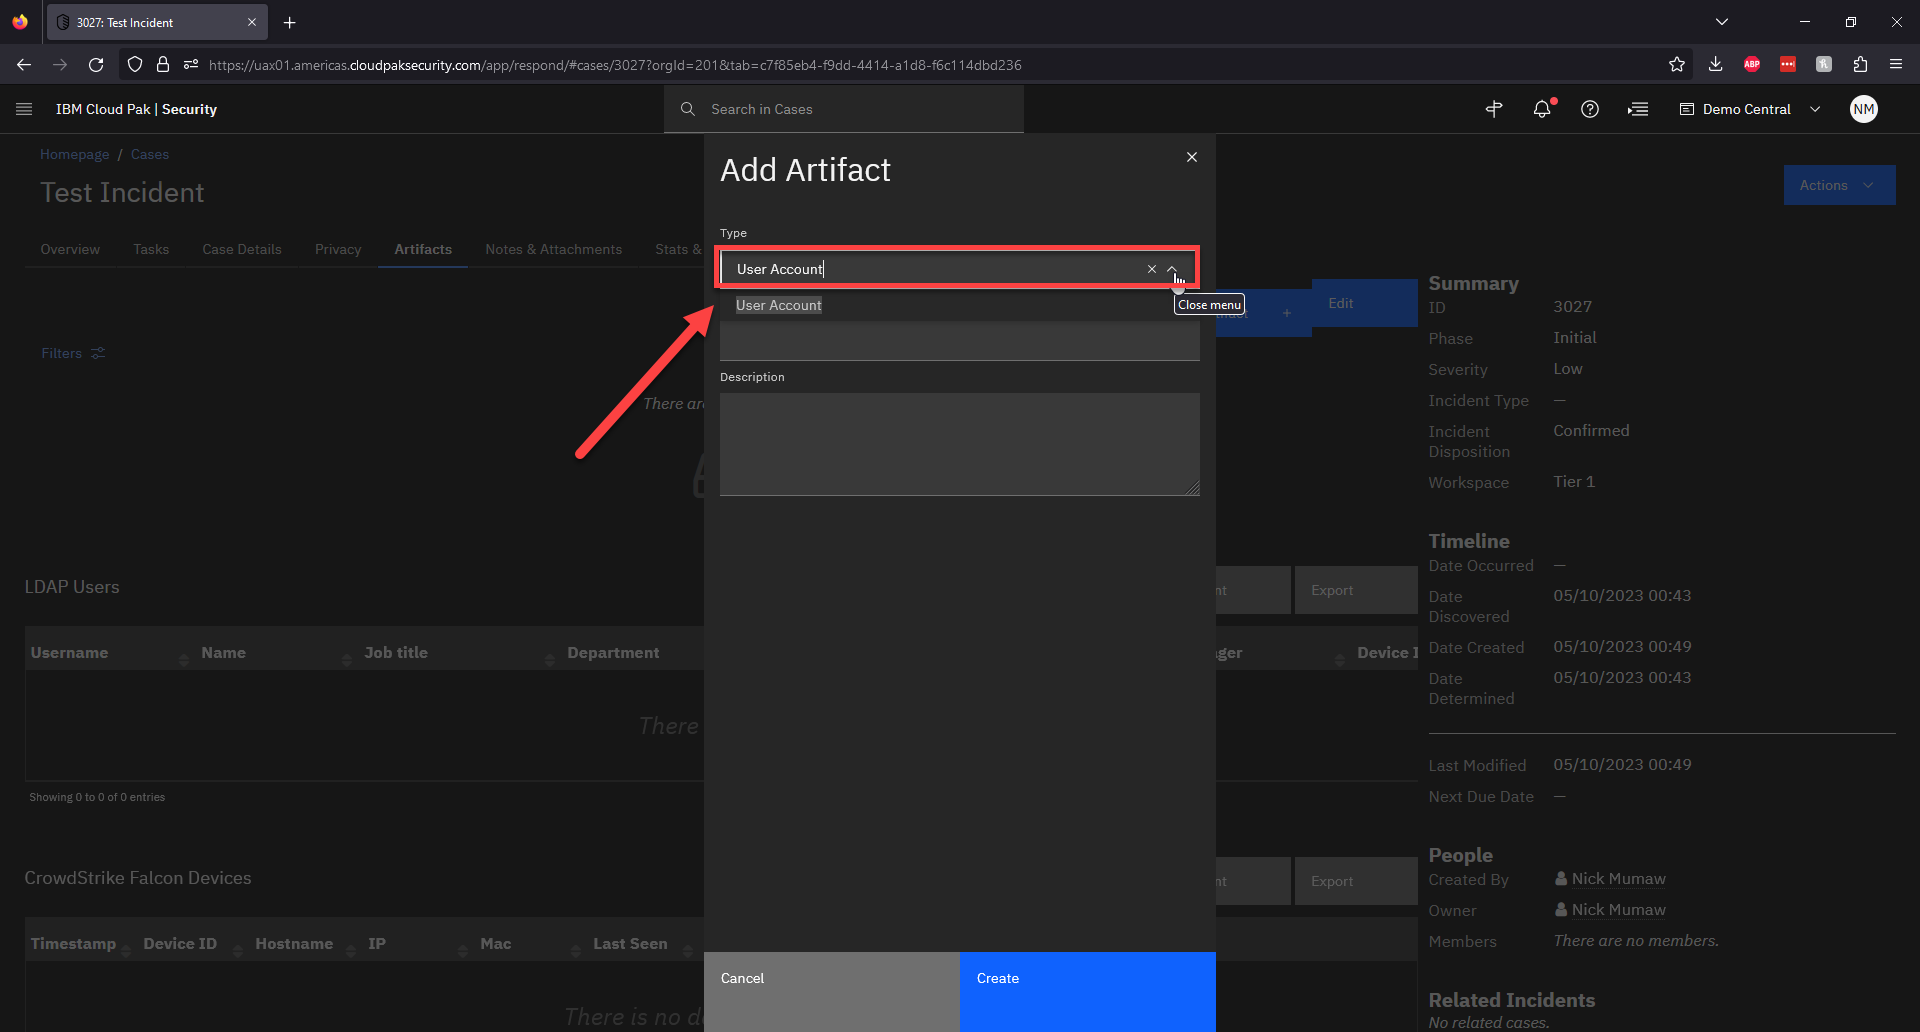 3027: Test Incident
https://uax01.americas.cloudpaksecurity.com/app/respond/#cases/3027?orgId=201&tab=c7f85eb4-f9dd-4414-a1d8-f6c114dbd236
ABP
IBM Cloud Pak | Security
Search in Cases
Demo Central
NM
Homepage / Cases
Test Incident
Actions
Overview
Tasks
Case Details
Privacy
Artifacts
Notes & Attachments
Stats &
Add Artifact
Type
User Account
User Account
Close menu
Description
Cancel
Create
Filters
There are
Edit
LDAP Users
Export
Username
Name
Job title
Department
Device I
There
Showing 0 to 0 of 0 entries
CrowdStrike Falcon Devices
Export
Timestamp
Device ID
Hostname
IP
Mac
Last Seen
There is no d
Summary
ID 3027
Phase Initial
Severity Low
Incident Type —
Incident Disposition Confirmed
Workspace Tier 1
Timeline
Date Occurred —
Date Discovered 05/10/2023 00:43
Date Created 05/10/2023 00:49
Date Determined 05/10/2023 00:43
Last Modified 05/10/2023 00:49
Next Due Date —
People
Created By Nick Mumaw
Owner Nick Mumaw
Members There are no members.
Related Incidents
No related cases.